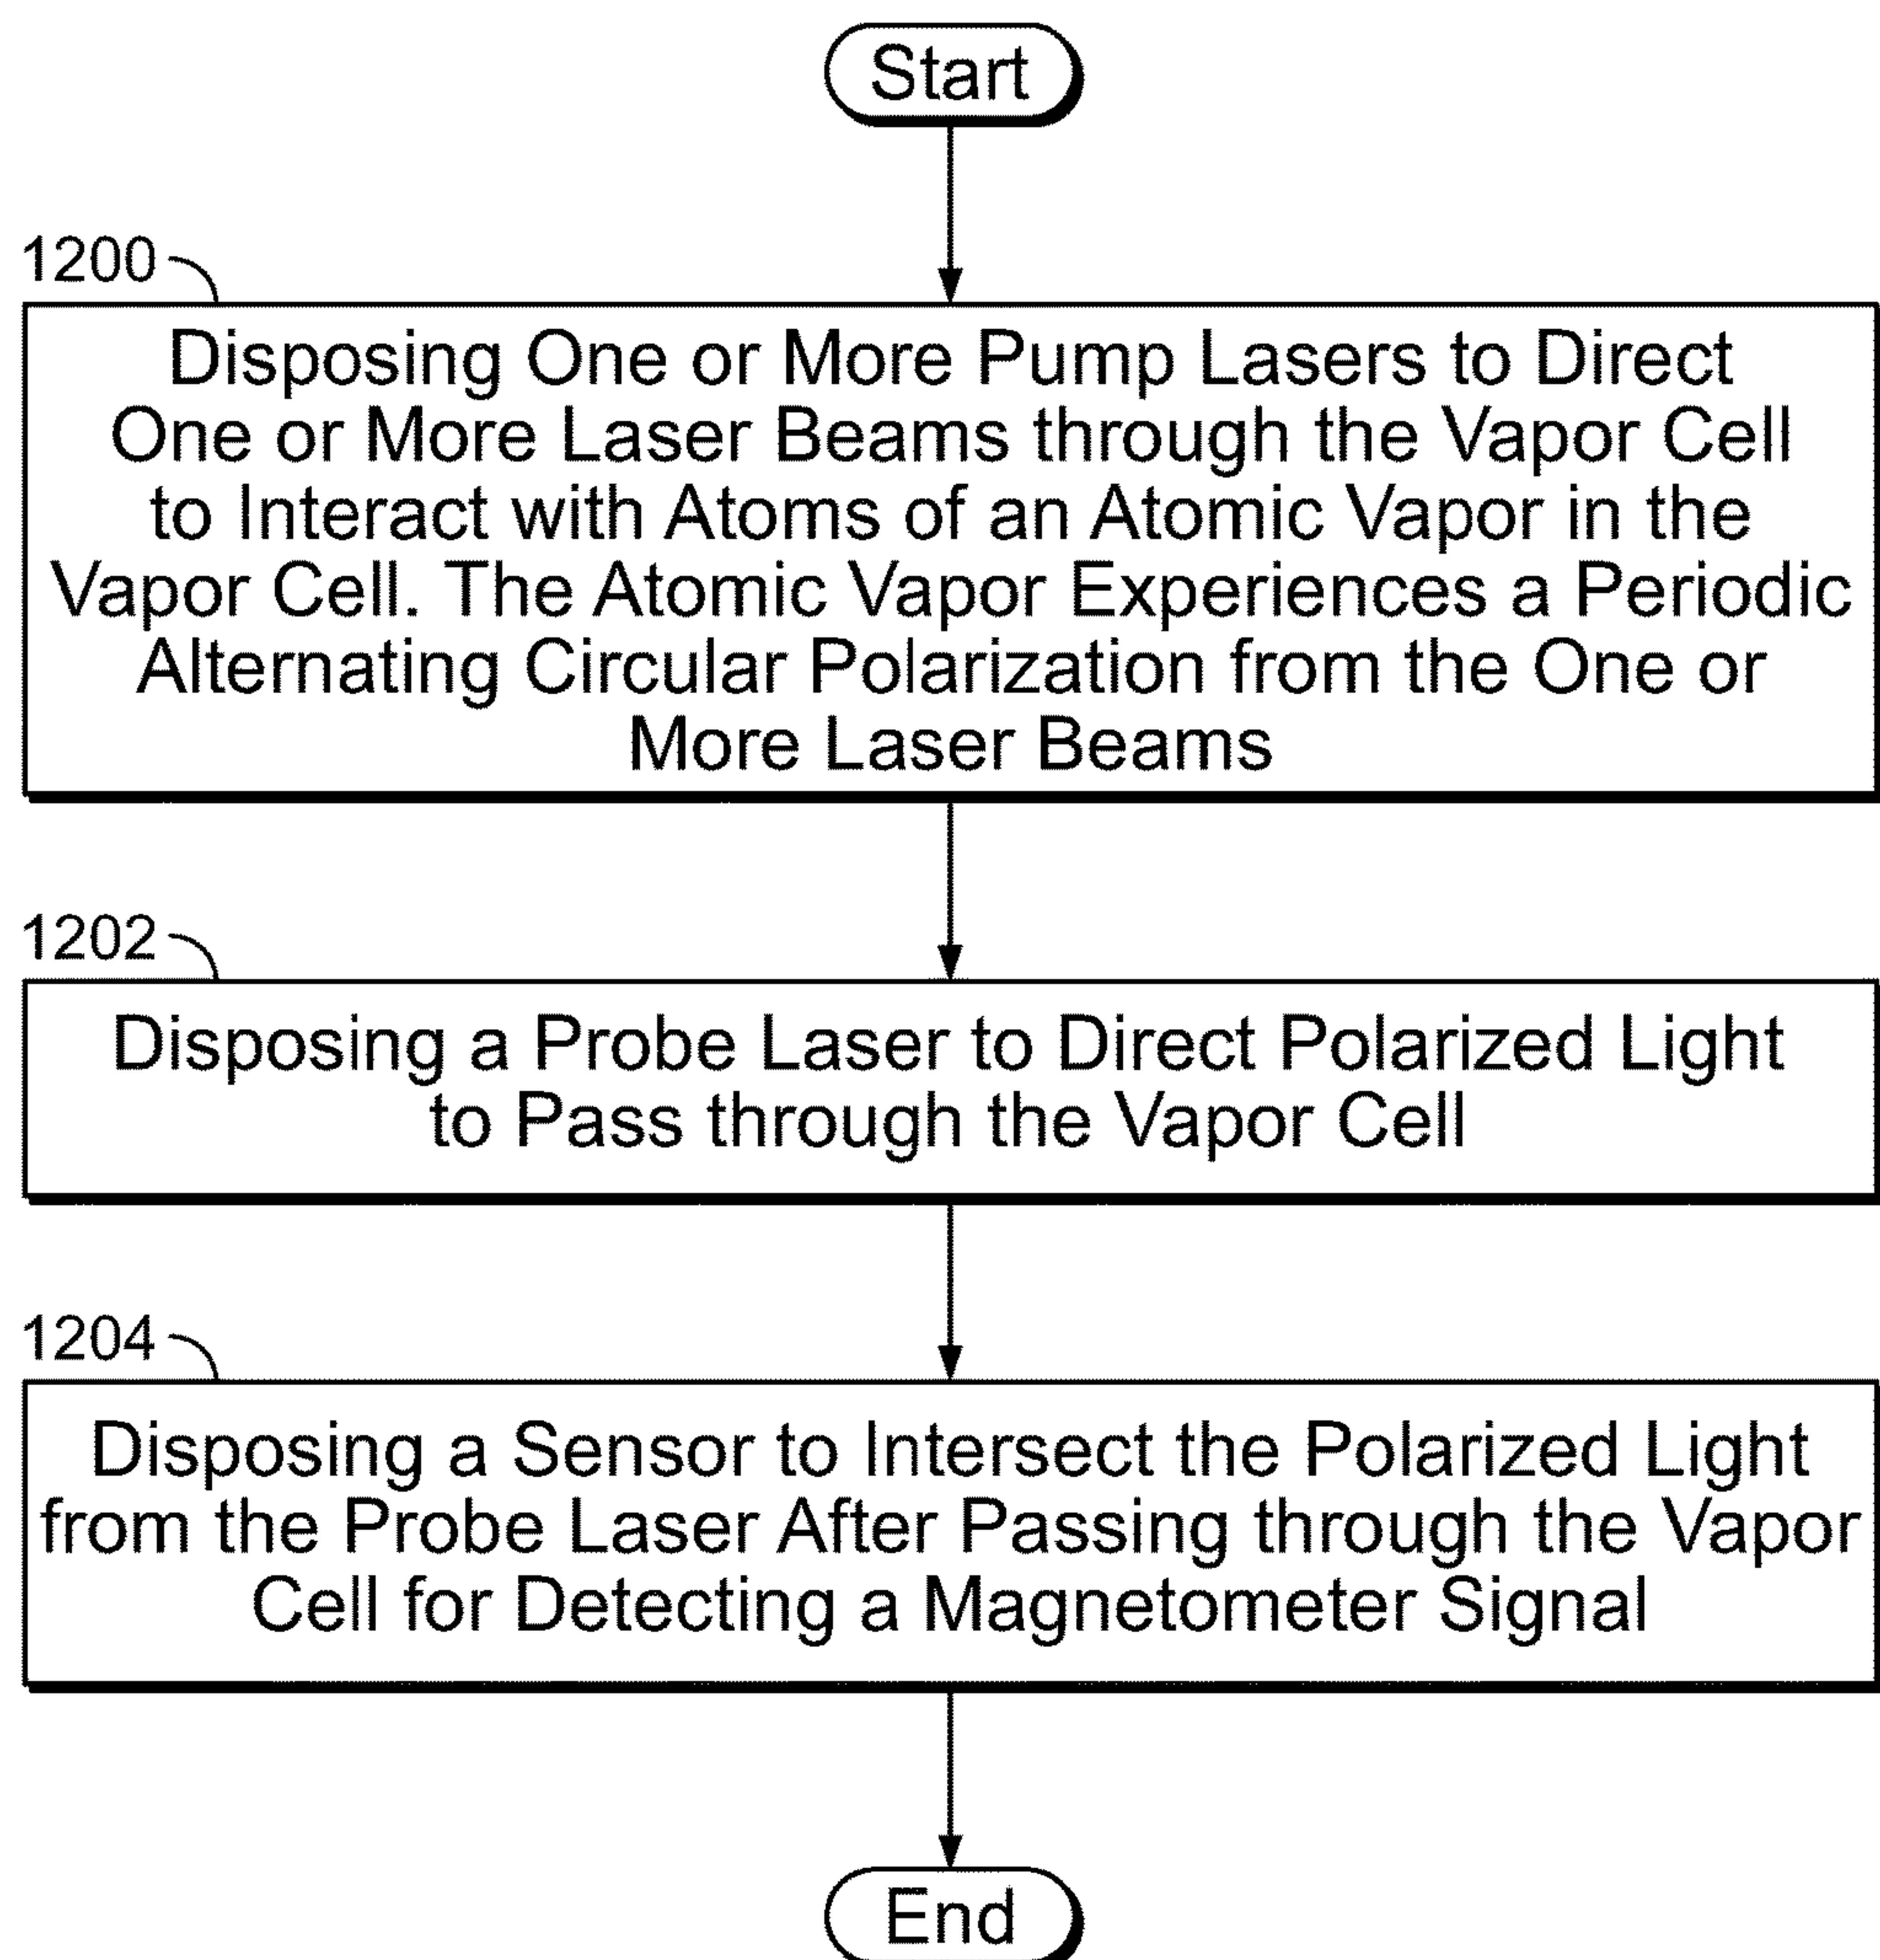 Start
1200
Disposing One or More Pump Lasers to Direct
One or More Laser Beams through the Vapor Cell
to Interact with Atoms of an Atomic Vapor in the
Vapor Cell. The Atomic Vapor Experiences a Periodic
Alternating Circular Polarization from the One or
More Laser Beams
1202
Disposing a Probe Laser to Direct Polarized Light
to Pass through the Vapor Cell
1204
Disposing a Sensor to Intersect the Polarized Light
from the Probe Laser After Passing through the Vapor
Cell for Detecting a Magnetometer Signal
End